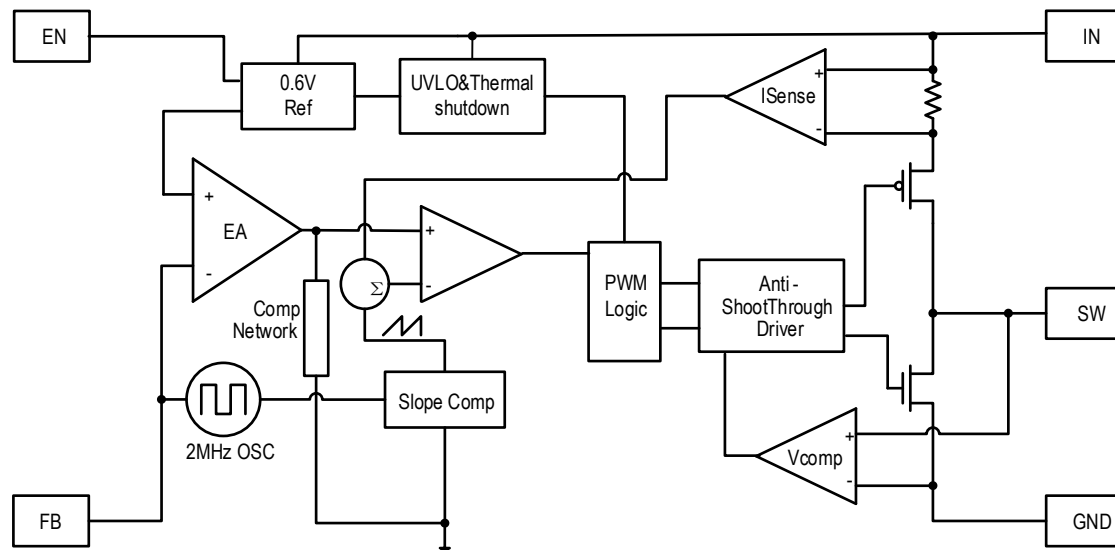 EN
IN
0.6V
Ref
UVLO&Thermal
shutdown
+
ISense
-
+
EA
-
+
-
Σ
Comp
Network
PWM
Logic
Anti-
ShootThrough
Driver
SW
Slope Comp
2MHz OSC
+
Vcomp
-
FB
GND